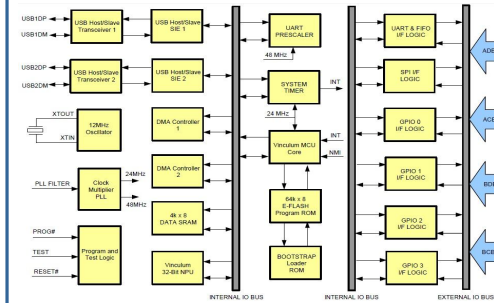 USB1DP
USB1DM
USB Host/Slave
Transceiver 1
USB Host/Slave
SIE 1
USB2DP
USB2DM
USB Host/Slave
Transceiver 2
USB Host/Slave
SIE 2
XTOUT
XTIN
12MHz
Oscillator
DMA Controller
1
PLL FILTER
Clock
Multiplier
PLL
24MHz
48MHz
DMA Controller
2
4k x 8
DATA SRAM
PROG#
TEST
RESET#
Program and
Test Logic
Vinculum
32-Bit NPU
INTERNAL IO BUS
UART
PRESCALER
48 MHz
SYSTEM
TIMER
INT
24 MHz
Vinculum MCU
Core
INT
NMI
64k x 8
E-FLASH
Program ROM
BOOTSTRAP
Loader
ROM
INTERNAL IO BUS
UART & FIFO
I/F LOGIC
SPI I/F
LOGIC
GPIO 0
I/F LOGIC
GPIO 1
I/F LOGIC
GPIO 2
I/F LOGIC
GPIO 3
I/F LOGIC
EXTERNAL IO BUS